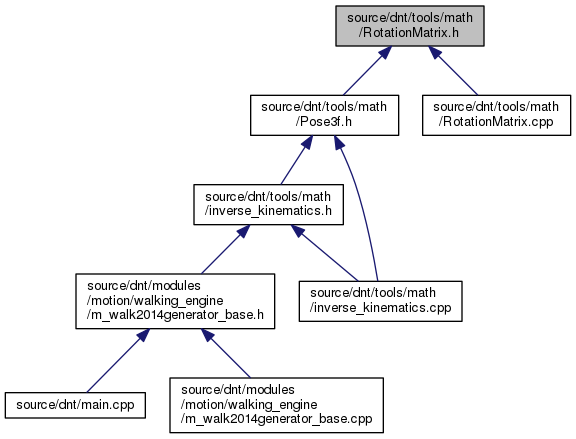 source/dnt/tools/math
/RotationMatrix.h
source/dnt/tools/math
/Pose3f.h
source/dnt/tools/math
/RotationMatrix.cpp
source/dnt/tools/math
/inverse_kinematics.h
source/dnt/modules
/motion/walking_engine
/m_walk2014generator_base.h
source/dnt/tools/math
/inverse_kinematics.cpp
source/dnt/main.cpp
source/dnt/modules
/motion/walking_engine
/m_walk2014generator_base.cpp